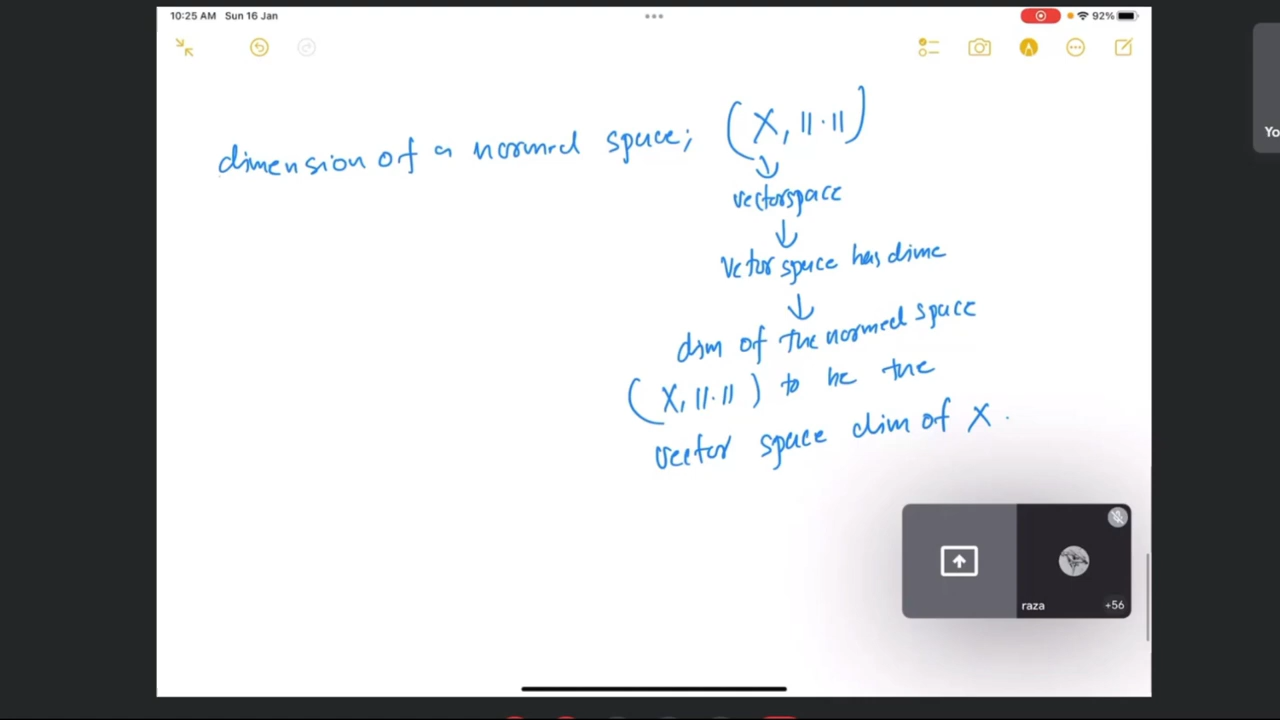 10:25 AM Sun 16 Jan
92%
dimension of a normed space; (X, ||·||)
vectorspace
↓
vector space has dime
↓
dim of the normed space
(X, ||·||) to be the
vector space dim of X.
raza +56
Yo